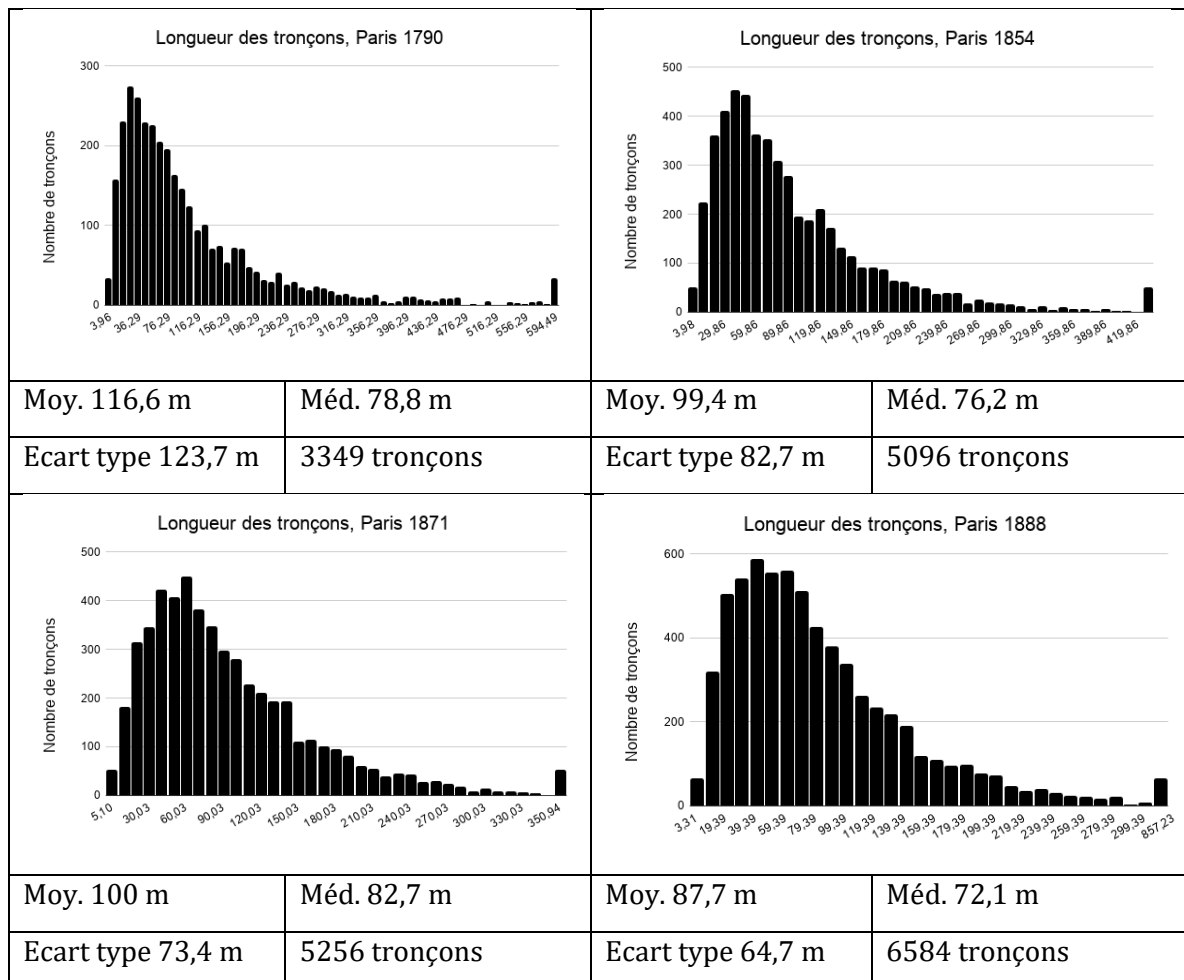 Longueur des tronçons, Paris 1790
Nombre de tronçons
300
200
100
0
3,96 36,29 76,29 116,29 156,29 196,29 236,29 276,29 316,29 356,29 396,29 436,29 476,29 516,29 556,29 594,49
Moy. 116,6 m Méd. 78,8 m
Ecart type 123,7 m 3349 tronçons
Longueur des tronçons, Paris 1854
Nombre de tronçons
500
400
300
200
100
0
3,98 29,86 59,86 89,86 119,86 149,86 179,86 209,86 239,86 269,86 299,86 329,86 359,86 389,86 419,86
Moy. 99,4 m Méd. 76,2 m
Ecart type 82,7 m 5096 tronçons
Longueur des tronçons, Paris 1871
Nombre de tronçons
500
400
300
200
100
0
5,10 30,03 60,03 90,03 120,03 150,03 180,03 210,03 240,03 270,03 300,03 330,03 350,94
Moy. 100 m Méd. 82,7 m
Ecart type 73,4 m 5256 tronçons
Longueur des tronçons, Paris 1888
Nombre de tronçons
600
400
200
0
3,31 19,39 39,39 59,39 79,39 99,39 119,39 139,39 159,39 179,39 199,39 219,39 239,39 259,39 279,39 299,39 857,23
Moy. 87,7 m Méd. 72,1 m
Ecart type 64,7 m 6584 tronçons